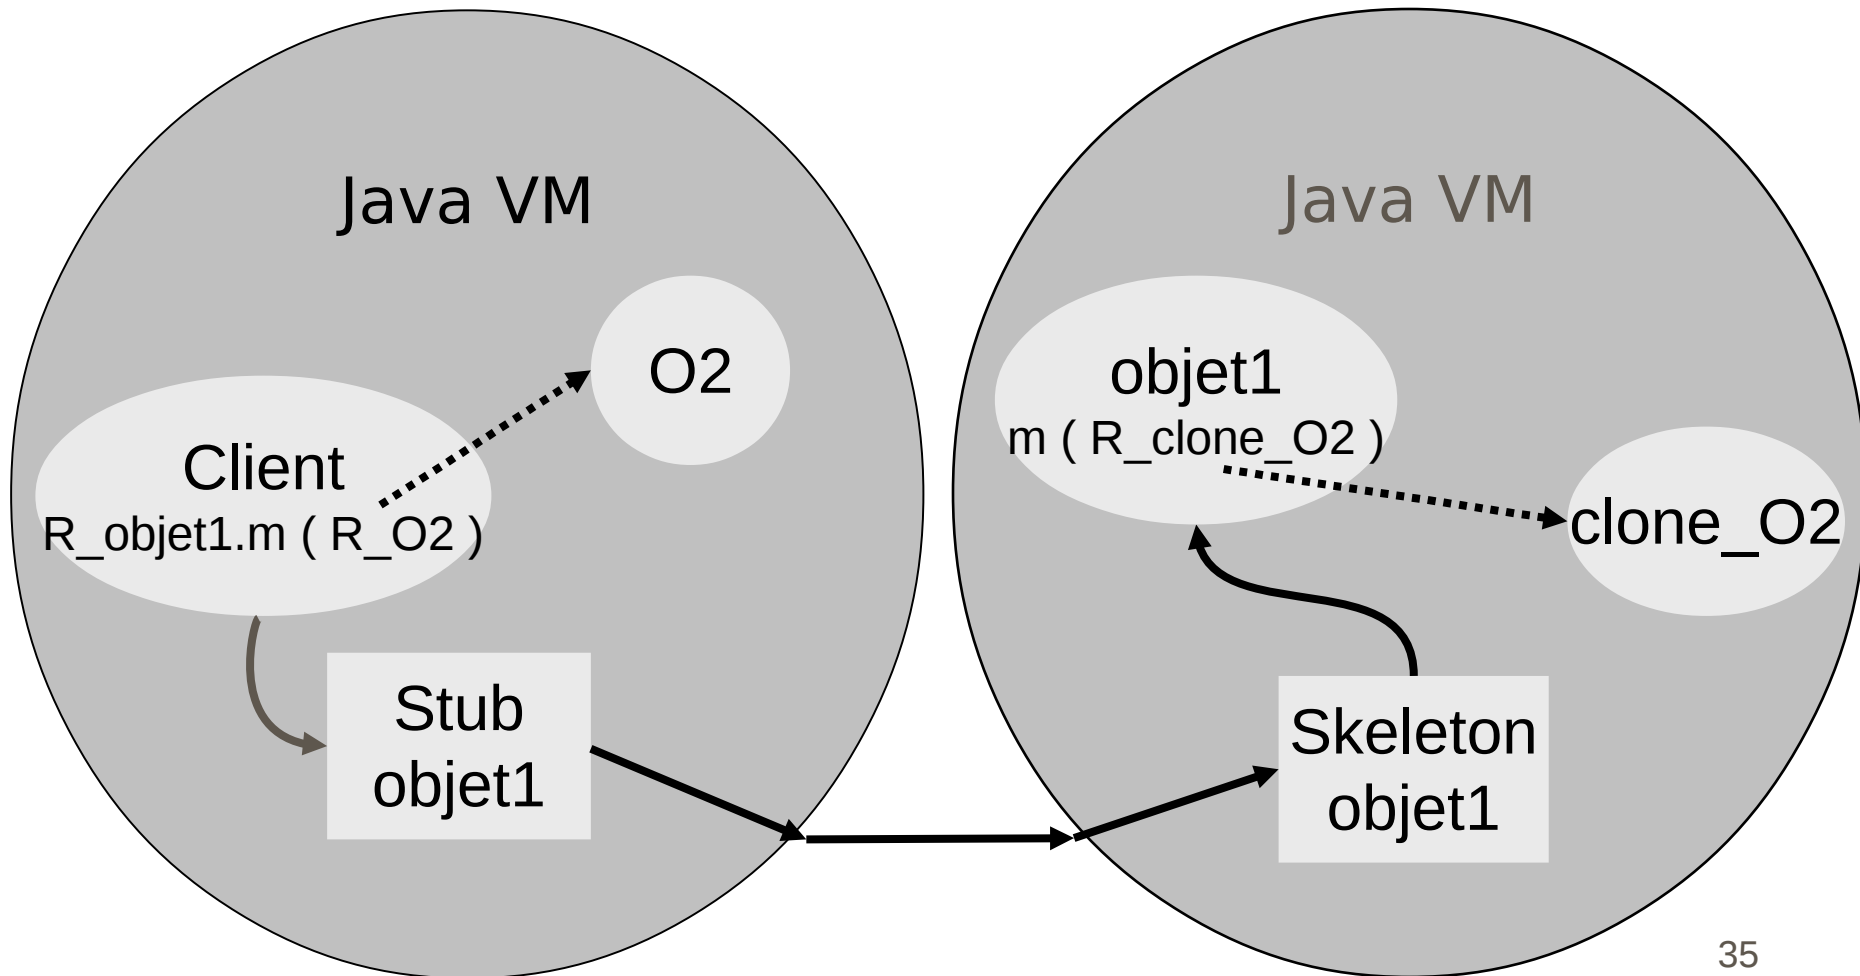 Java VM
O2
Client
R_objet1.m ( R_O2 )
Stub
objet1
Java VM
objet1
m ( R_clone_O2 )
clone_O2
Skeleton
objet1
35